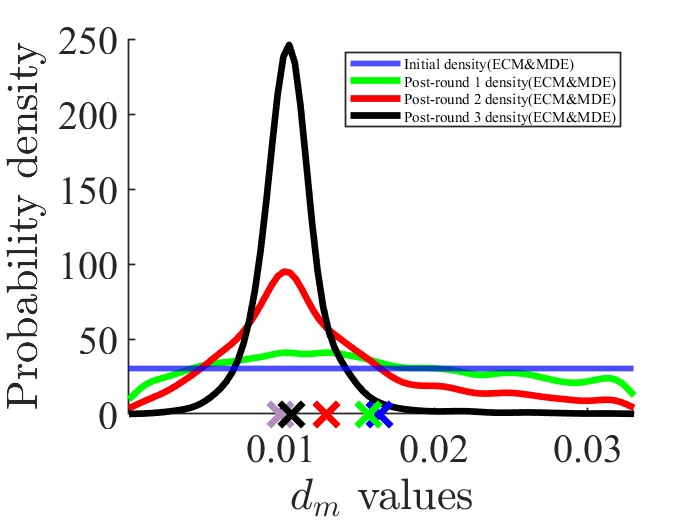 250
200
150
100
50
0
Probability density
Initial density(ECM&MDE)
Post-round 1 density(ECM&MDE)
Post-round 2 density(ECM&MDE)
Post-round 3 density(ECM&MDE)
0.01 0.02 0.03
d_m values